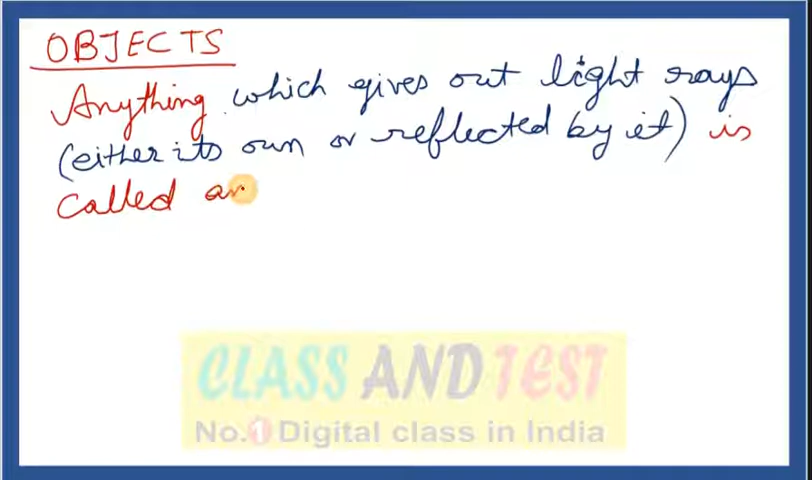 OBJECTS
Anything which gives out light rays
(either its own or reflected by it) is
called an
CLASS AND TEST
No.1 Digital class in India